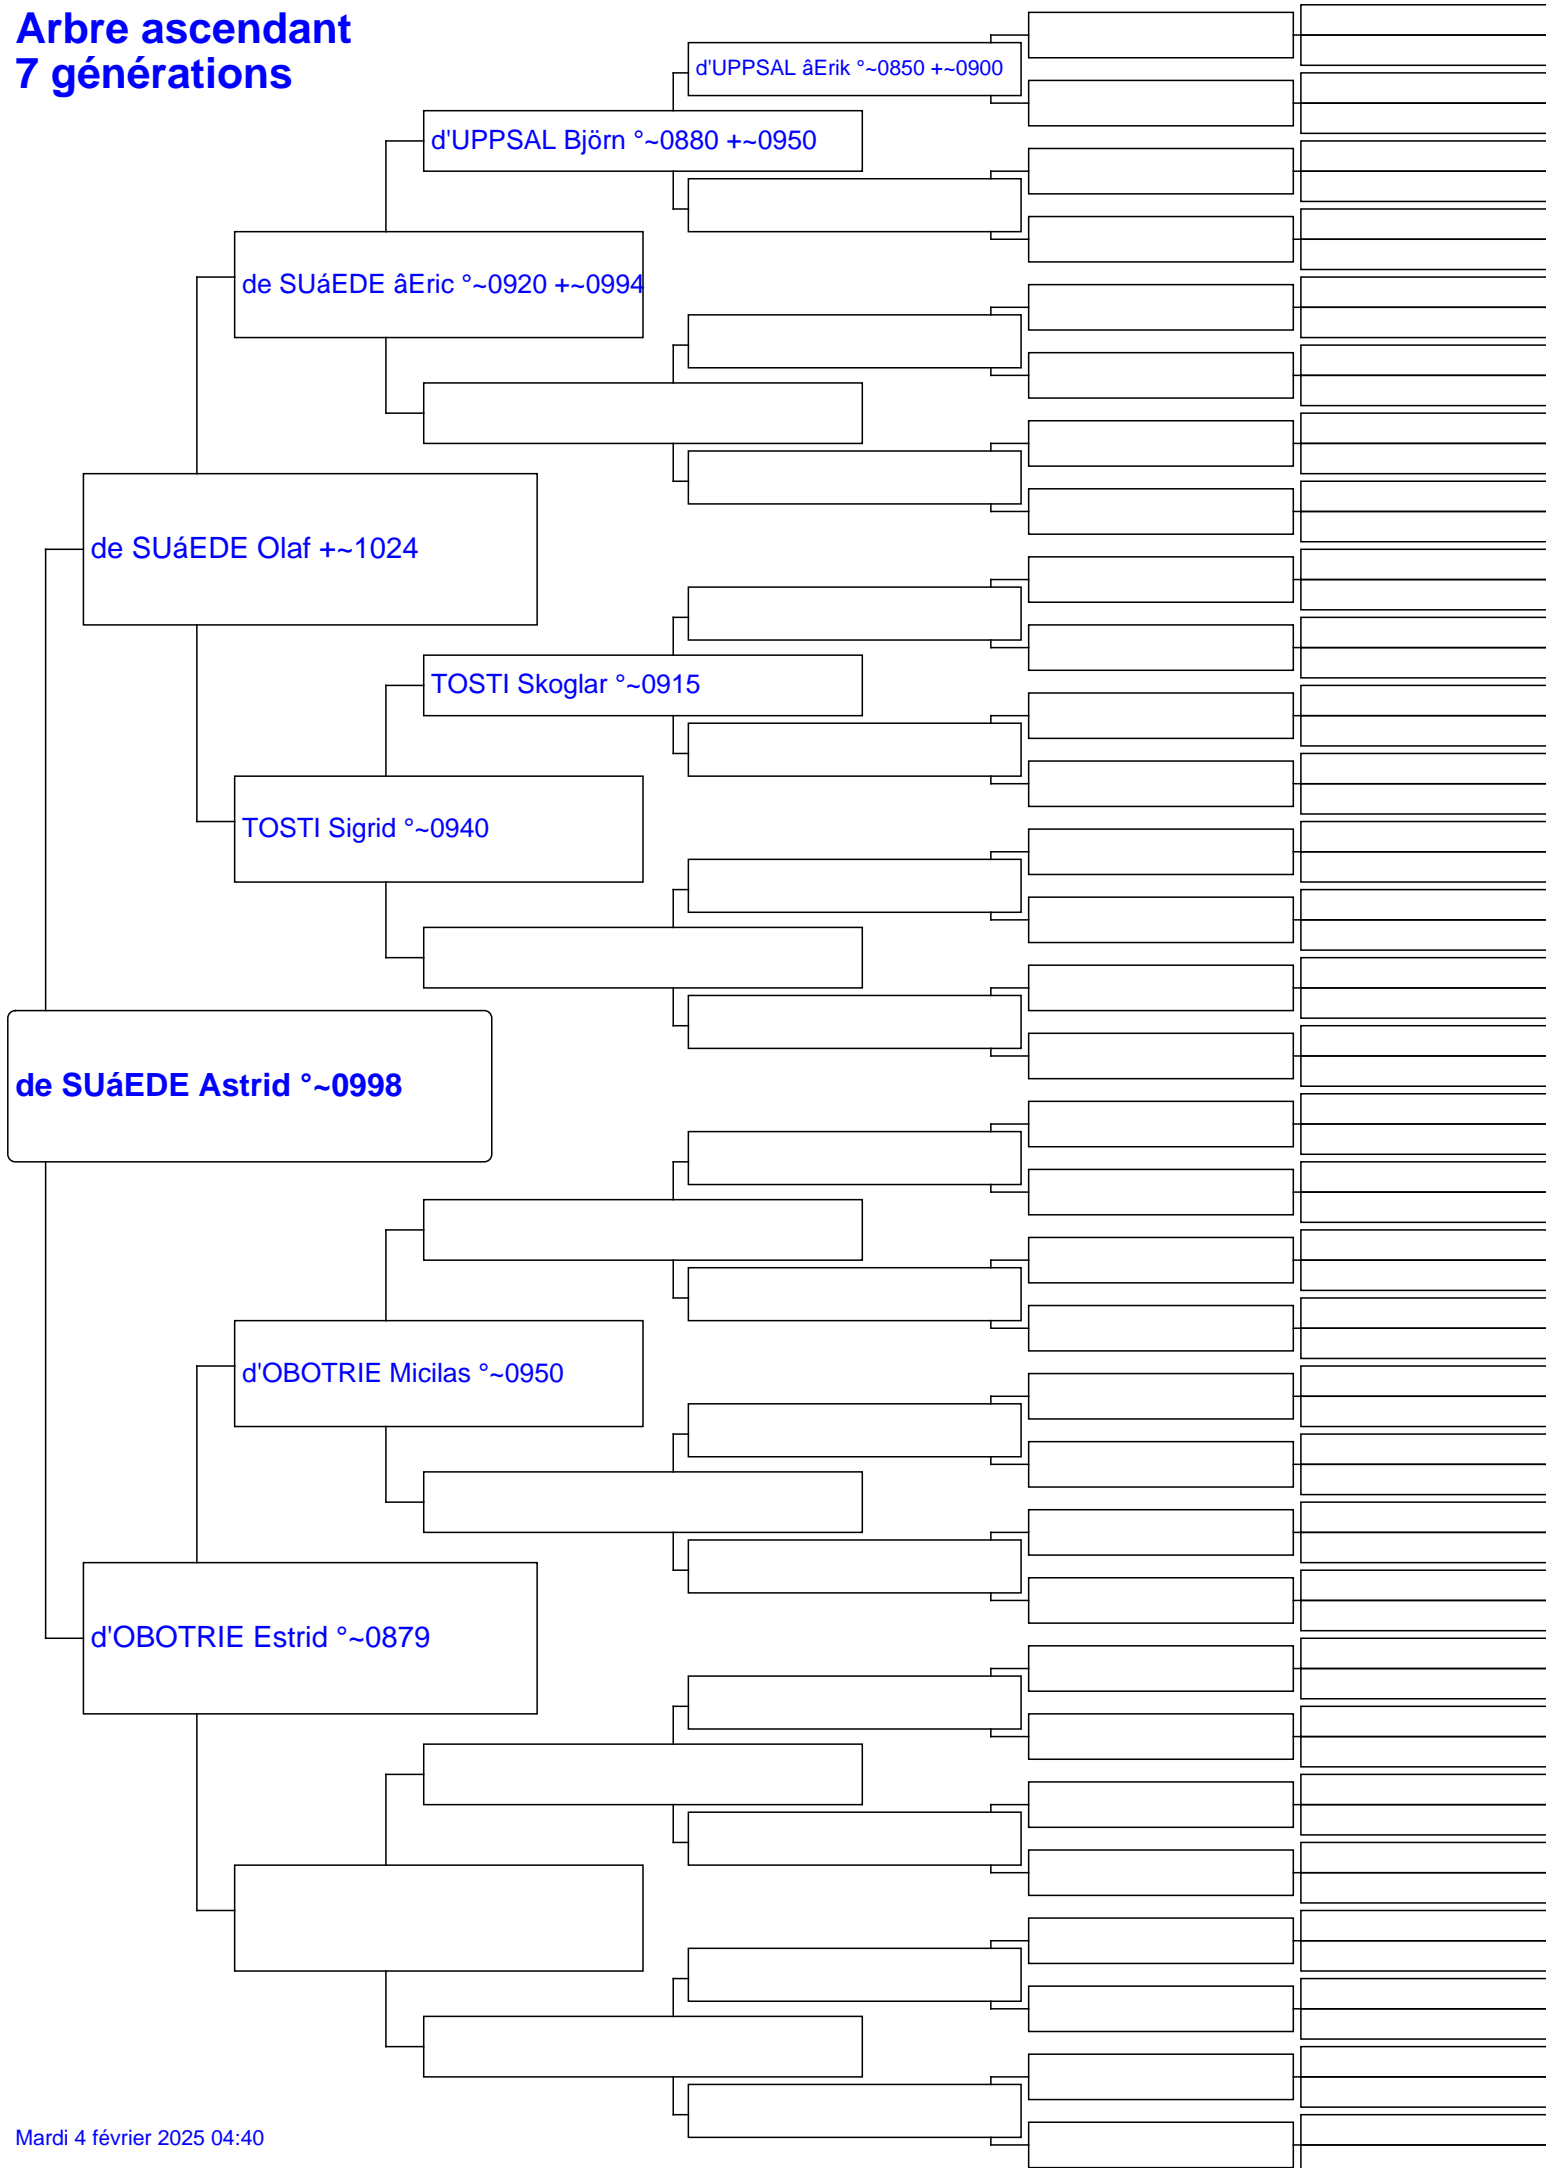 Arbre ascendant
7 générations
d'UPPSAL âErik °~0850 +~0900
d'UPPSAL Björn °~0880 +~0950
de SUáEDE âEric °~0920 +~0994
de SUáEDE Olaf +~1024
TOSTI Skoglar °~0915
TOSTI Sigrid °~0940
de SUáEDE Astrid °~0998
d'OBOTRIE Micilas °~0950
d'OBOTRIE Estrid °~0879
Mardi 4 février 2025 04:40